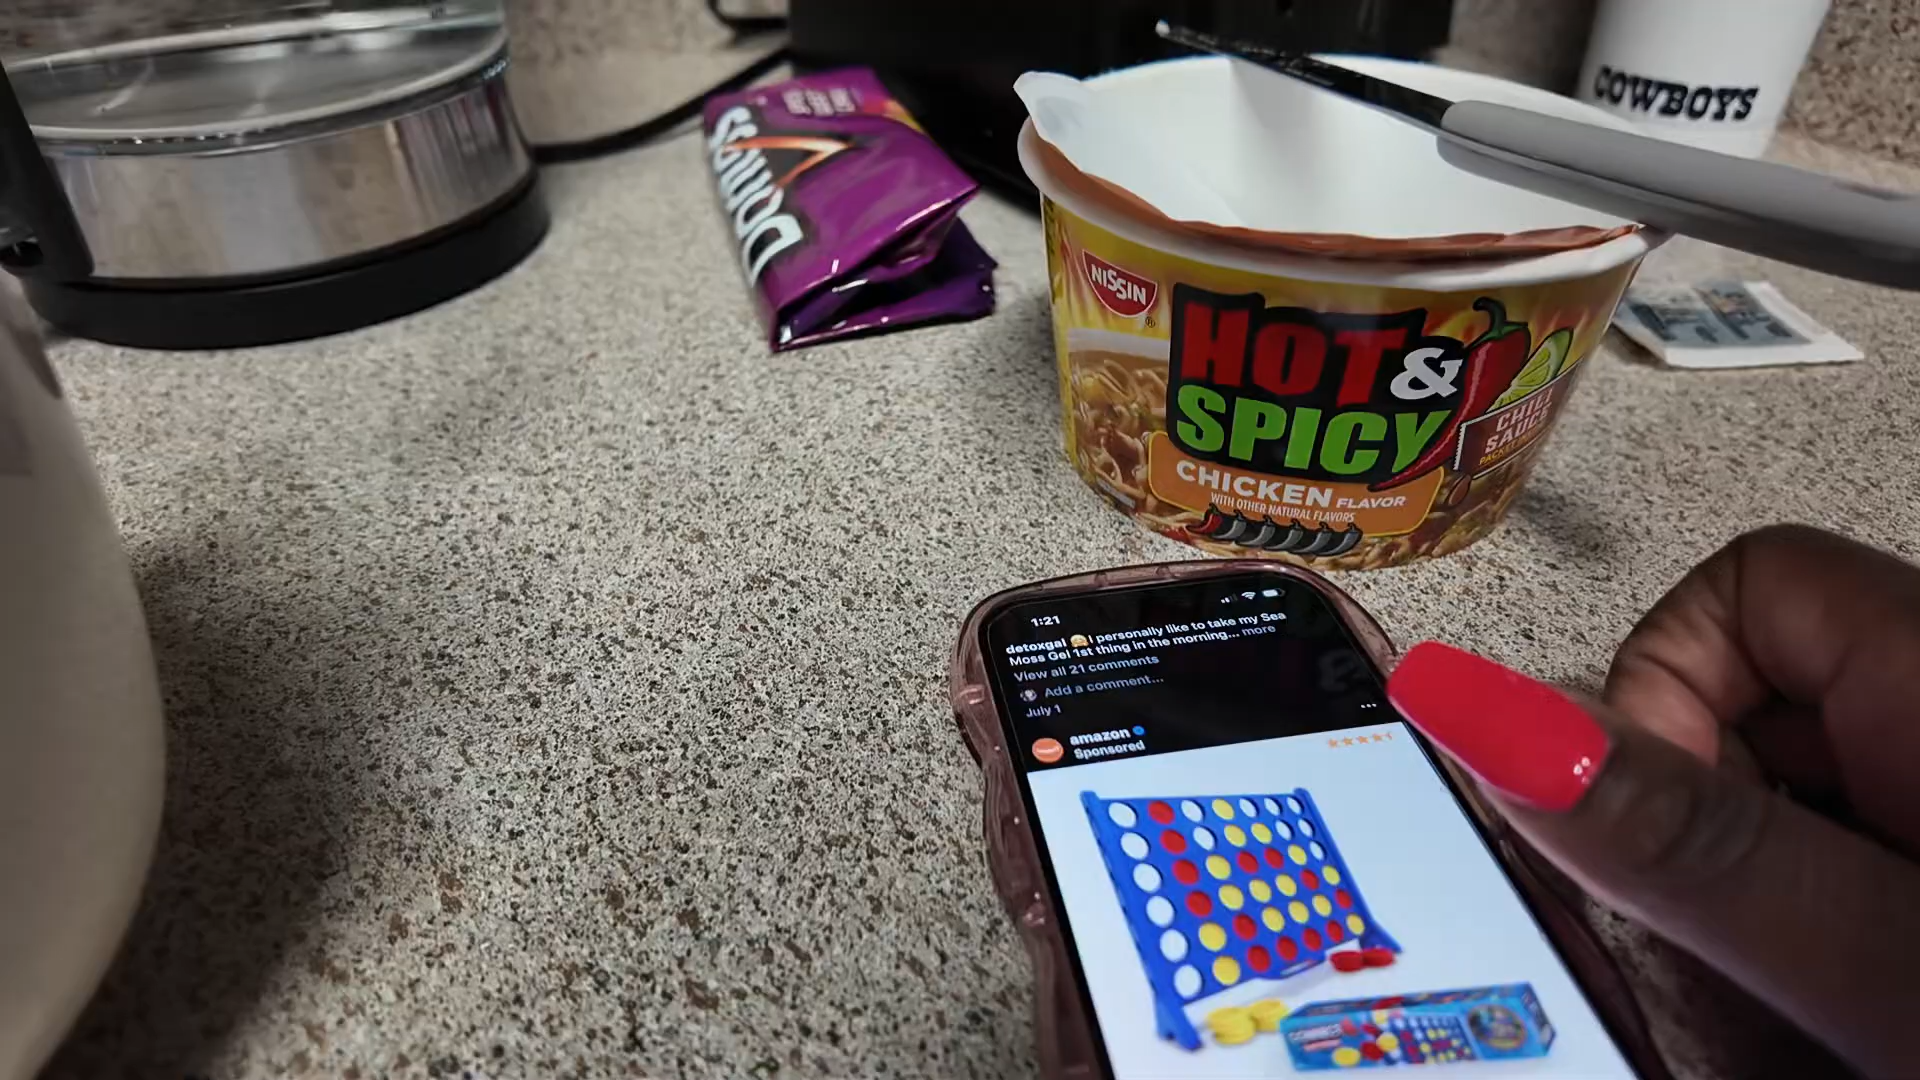 Doritos
COWBOYS
NISSIN
®
HOT &
SPICY
CHILI
SAUCE
PACKET
CHICKEN FLAVOR
WITH OTHER NATURAL FLAVORS
1:21
detoxgal 🤗I personally like to take my Sea
Moss Gel 1st thing in the morning... more
View all 21 comments
Add a comment...
July 1
amazon
Sponsored